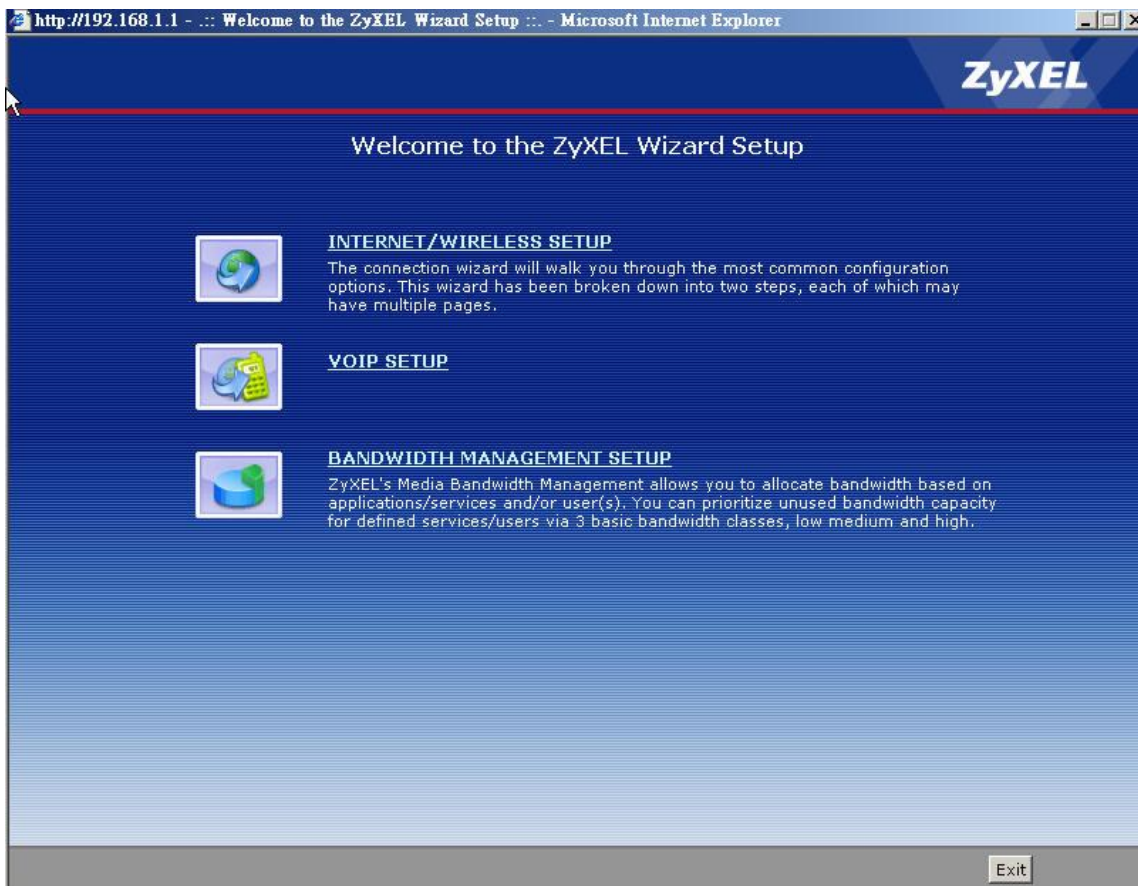 http://192.168.1.1 - .:: Welcome to the ZyXEL Wizard Setup ::. - Microsoft Internet Explorer
ZyXEL
Welcome to the ZyXEL Wizard Setup
INTERNET/WIRELESS SETUP
The connection wizard will walk you through the most common configuration
options. This wizard has been broken down into two steps, each of which may
have multiple pages.
VOIP SETUP
BANDWIDTH MANAGEMENT SETUP
ZyXEL's Media Bandwidth Management allows you to allocate bandwidth based on
applications/services and/or user(s). You can prioritize unused bandwidth capacity
for defined services/users via 3 basic bandwidth classes, low medium and high.
Exit